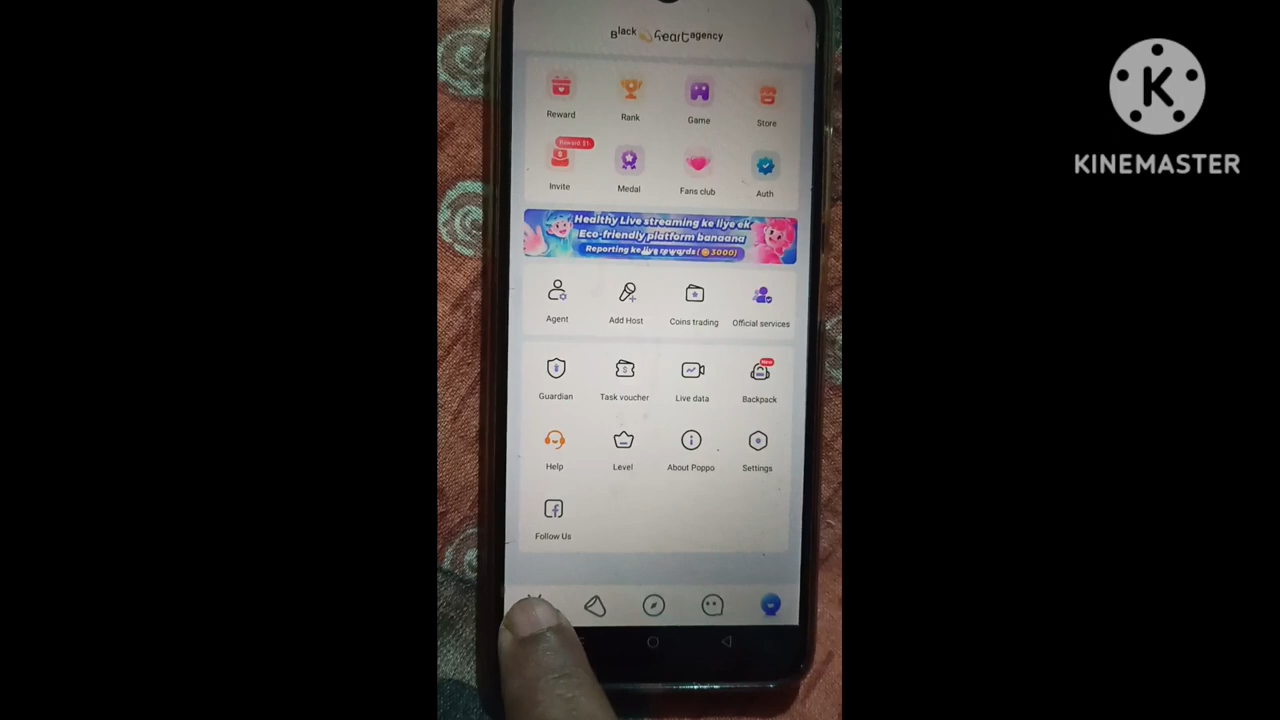 Black 💫 ꞔeart agency
KINEMASTER
Reward
Rank
Game
Store
Reward $1
Invite
Medal
Fans club
Auth
Healthy Live streaming ke liye ek
Eco-friendly platform banaana
Reporting ke liye rewards( 3000)
Agent
Add Host
Coins trading
Official services
Guardian
Task voucher
Live data
New
Backpack
Help
Level
About Poppo
Settings
Follow Us